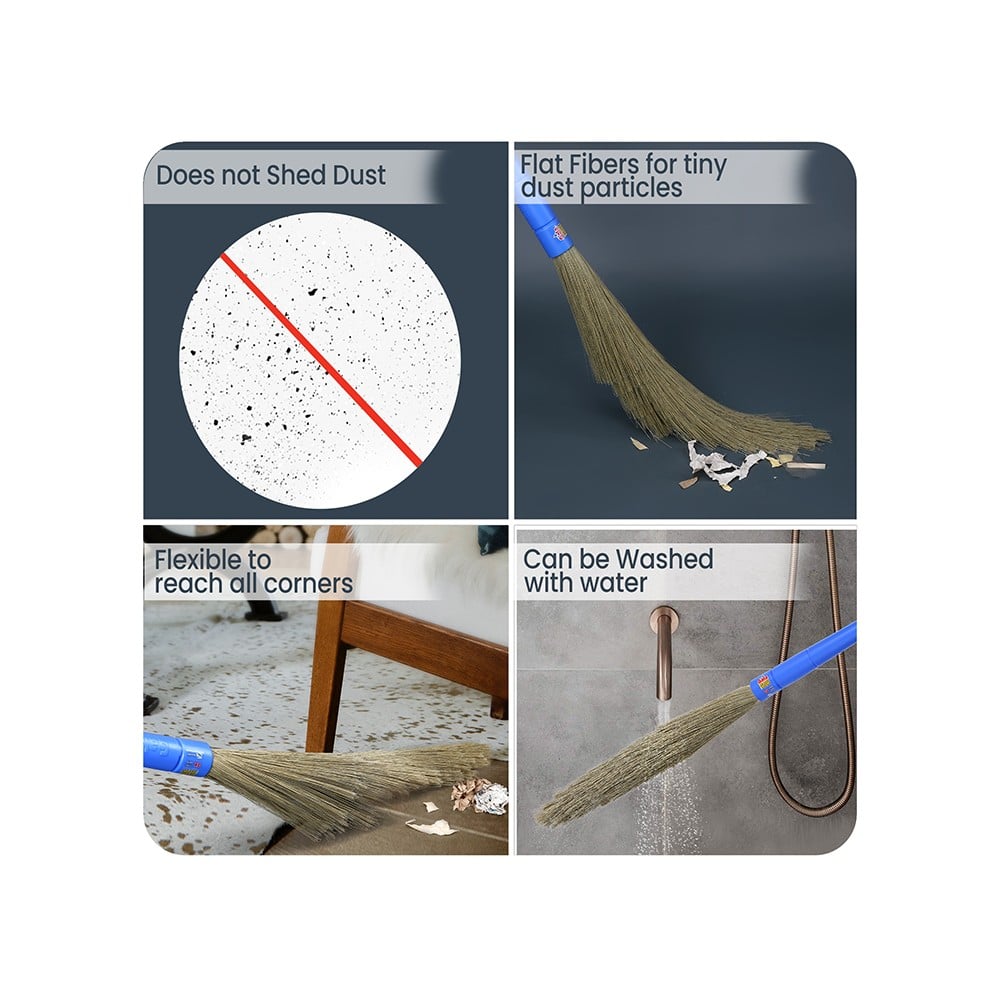 Does not Shed Dust
Flat Fibers for tiny
dust particles
Flexible to
reach all corners
Can be Washed
with water